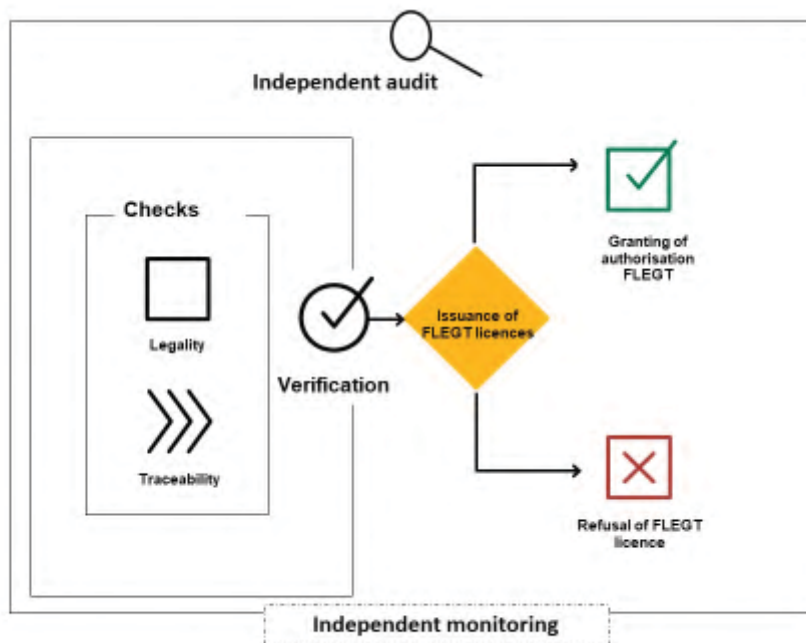 Independent audit
Checks
Legality
Traceability
Verification
Issuance of
FLEGT licences
Granting of
authorisation
FLEGT
Refusal of FLEGT
licence
Independent monitoring